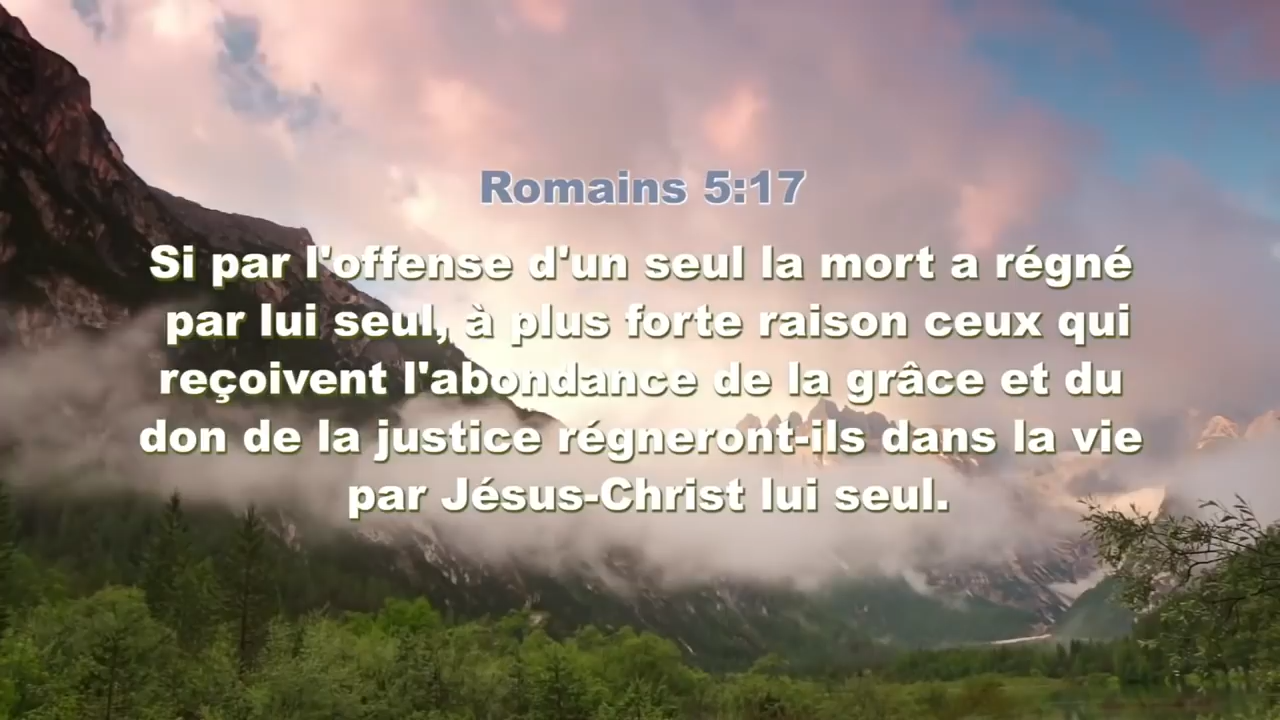 Romains 5:17
Si par l'offense d'un seul la mort a régné
par lui seul, à plus forte raison ceux qui
reçoivent l'abondance de la grâce et du
don de la justice régneront-ils dans la vie
par Jésus-Christ lui seul.